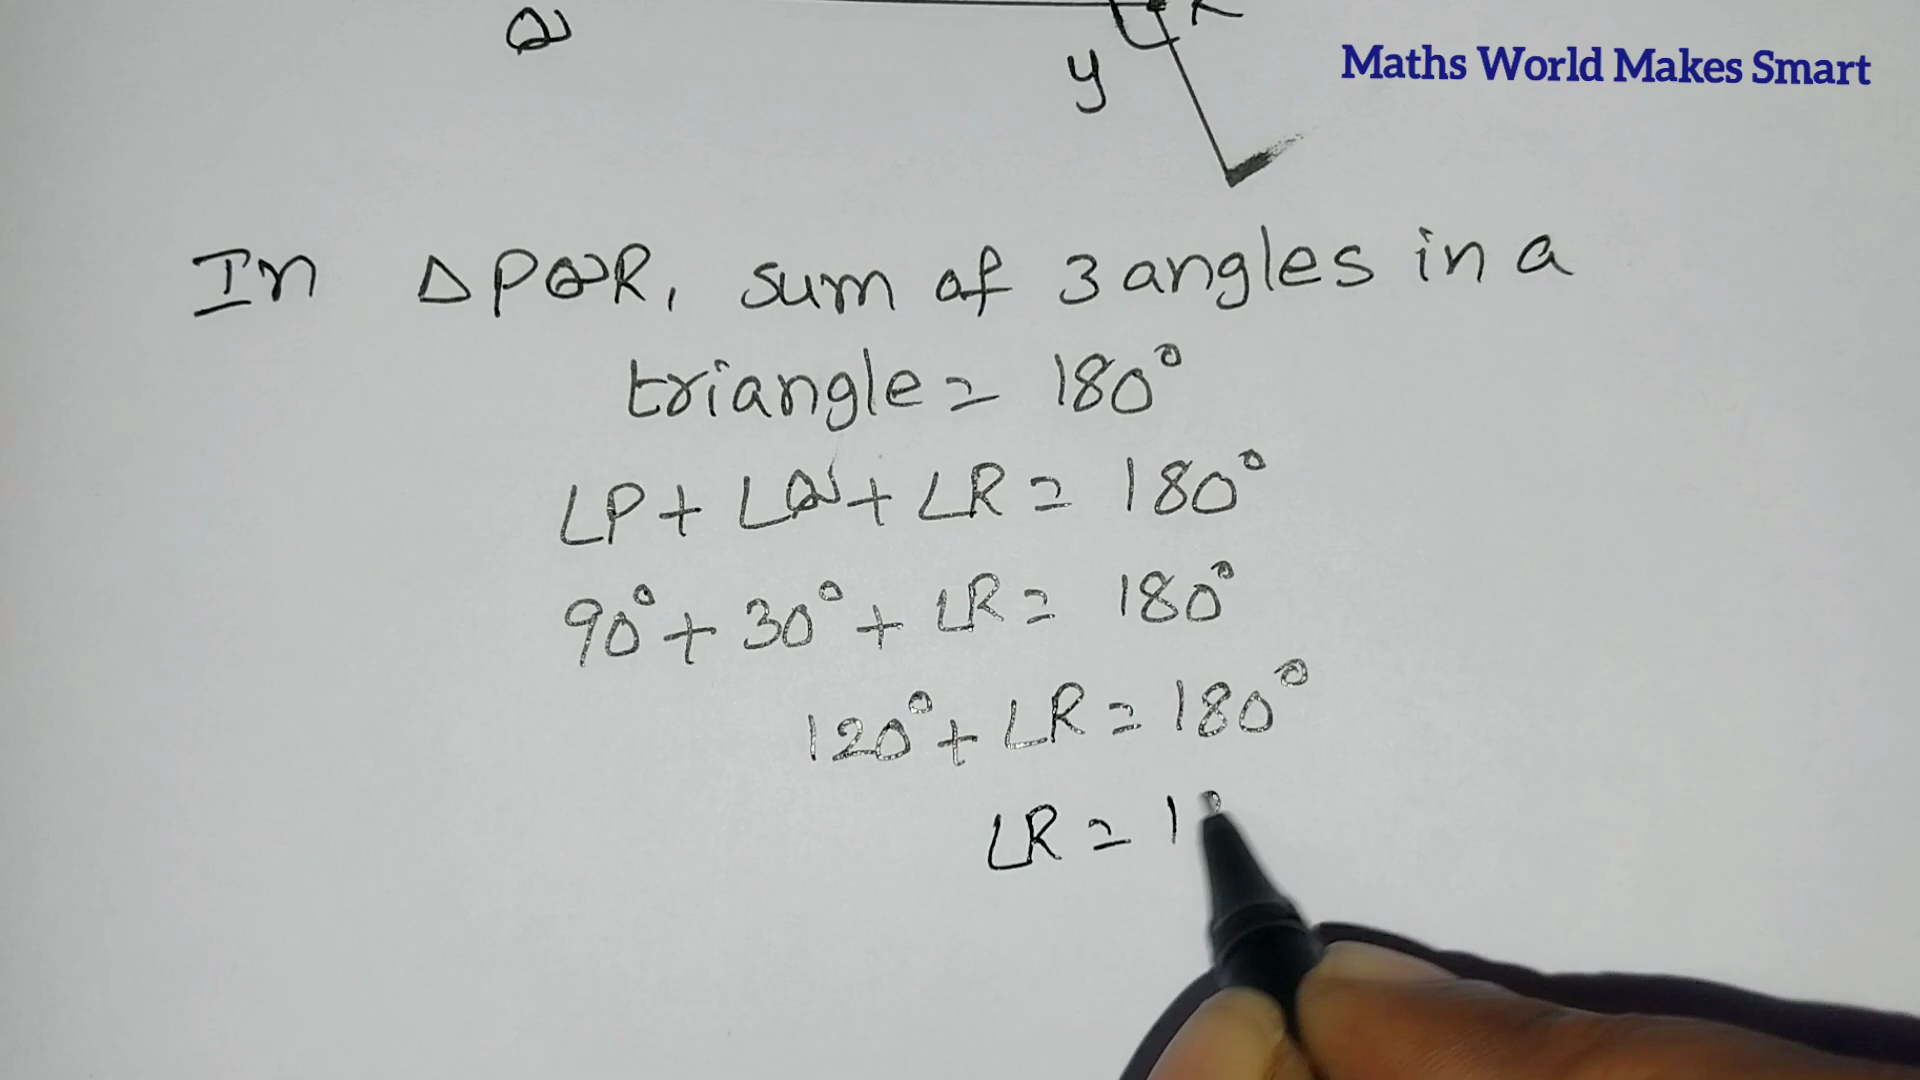 Q
y
Maths World Makes Smart
In △PQR, sum of 3 angles in a
triangle = 180°
∠P + ∠Q + ∠R = 180°
90° + 30° + ∠R = 180°
120° + ∠R = 180°
∠R = 1